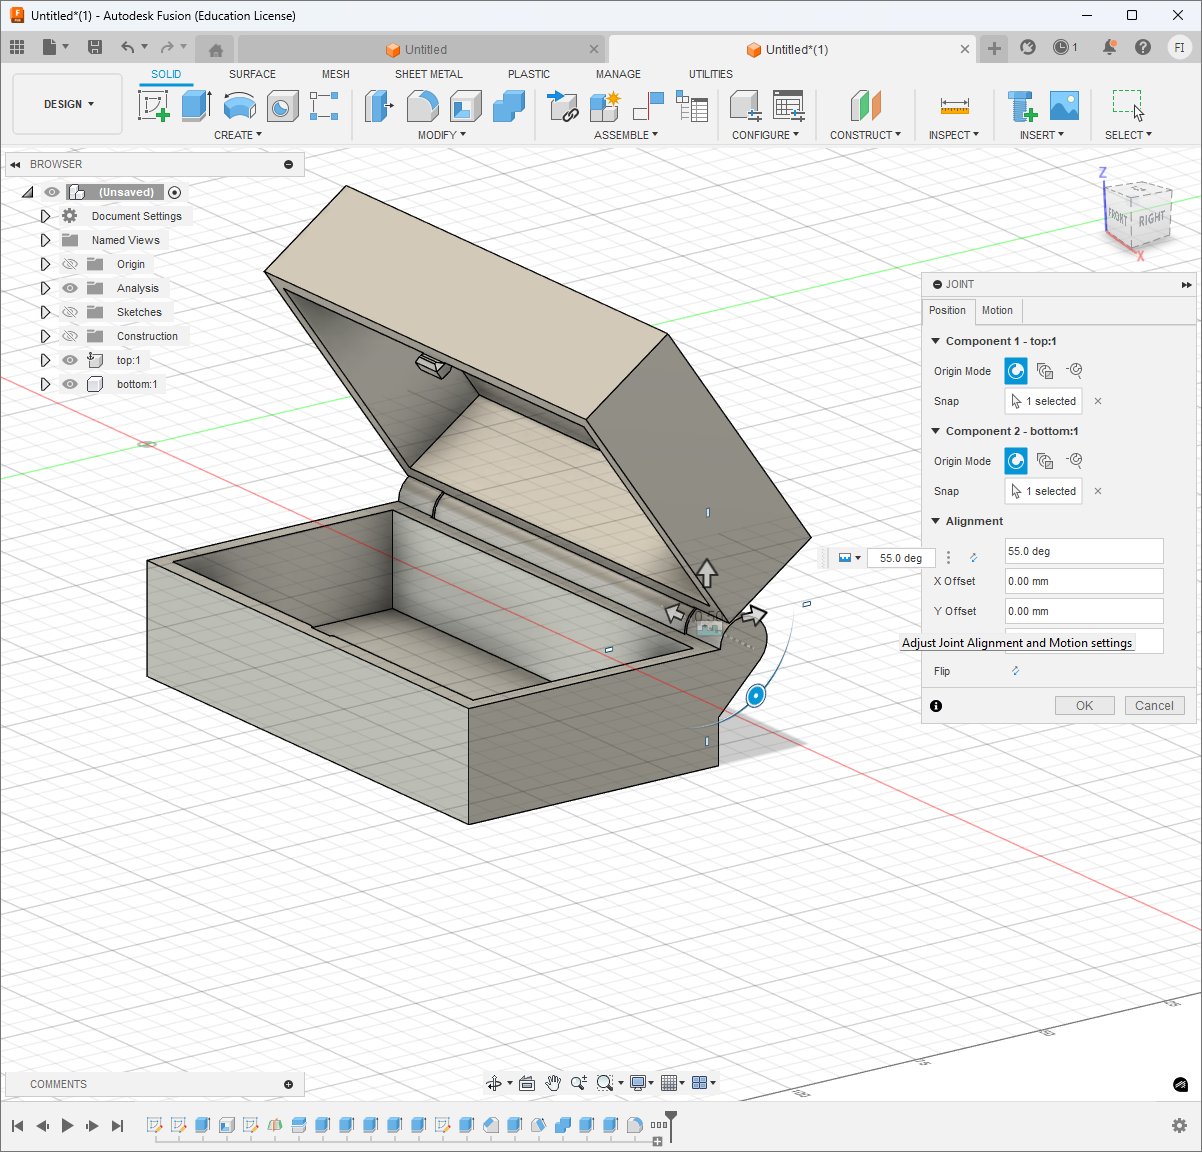 Untitled*(1) - Autodesk Fusion (Education License)
Untitled
Untitled*(1)
1
FI
DESIGN
SOLID
SURFACE
MESH
SHEET METAL
PLASTIC
MANAGE
UTILITIES
CREATE
MODIFY
ASSEMBLE
CONFIGURE
CONSTRUCT
INSPECT
INSERT
SELECT
BROWSER
(Unsaved)
Document Settings
Named Views
Origin
Analysis
Sketches
Construction
top:1
bottom:1
Z
FRONT
RIGHT
X
JOINT
Position
Motion
Component 1 - top:1
Origin Mode
Snap
1 selected
Component 2 - bottom:1
Origin Mode
Snap
1 selected
Alignment
55.0 deg
55.0 deg
X Offset
0.00 mm
Y Offset
0.00 mm
Adjust Joint Alignment and Motion settings
Flip
OK
Cancel
COMMENTS